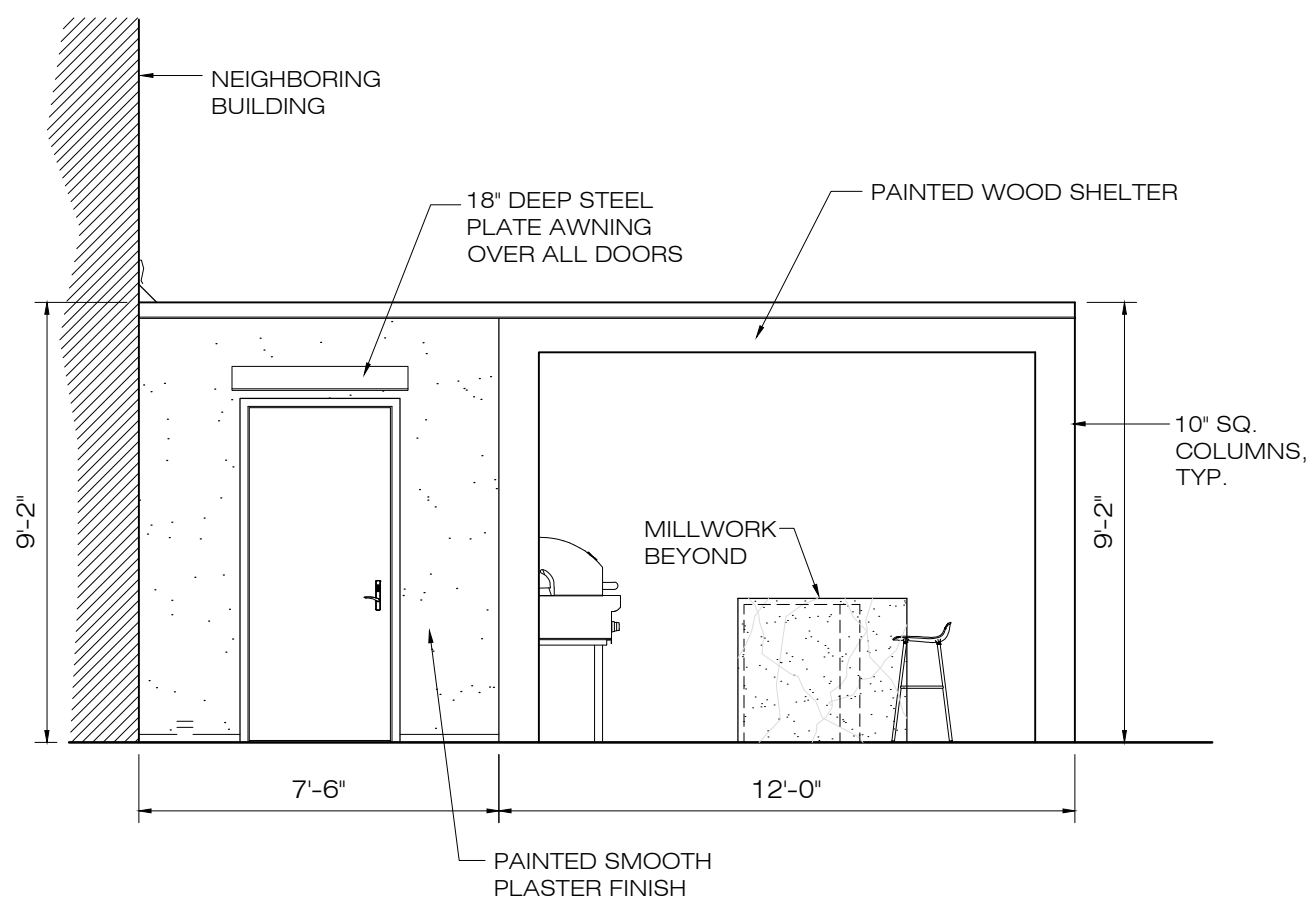 NEIGHBORING
BUILDING
18" DEEP STEEL
PLATE AWNING
OVER ALL DOORS
PAINTED WOOD SHELTER
10" SQ.
COLUMNS,
TYP.
9'-2"
9'-2"
MILLWORK
BEYOND
7'-6"
12'-0"
PAINTED SMOOTH
PLASTER FINISH